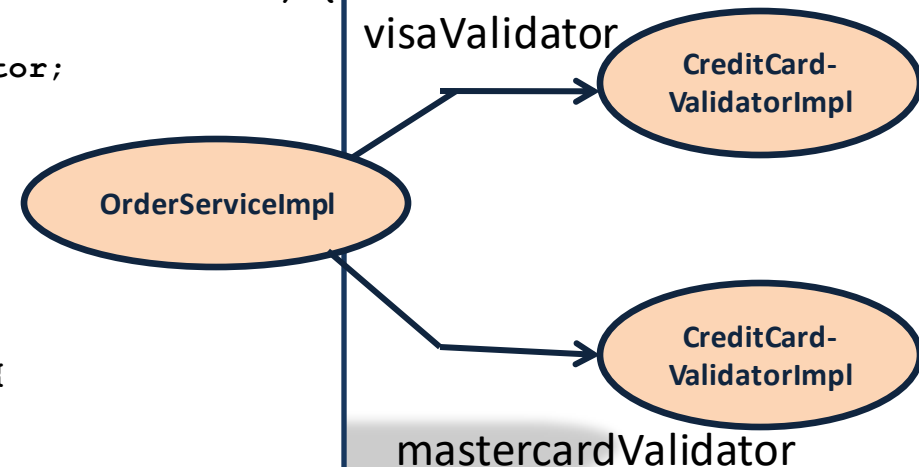 visaValidator
tor;
CreditCard-
ValidatorImpl
OrderServiceImpl
CreditCard-
ValidatorImpl
mastercardValidator